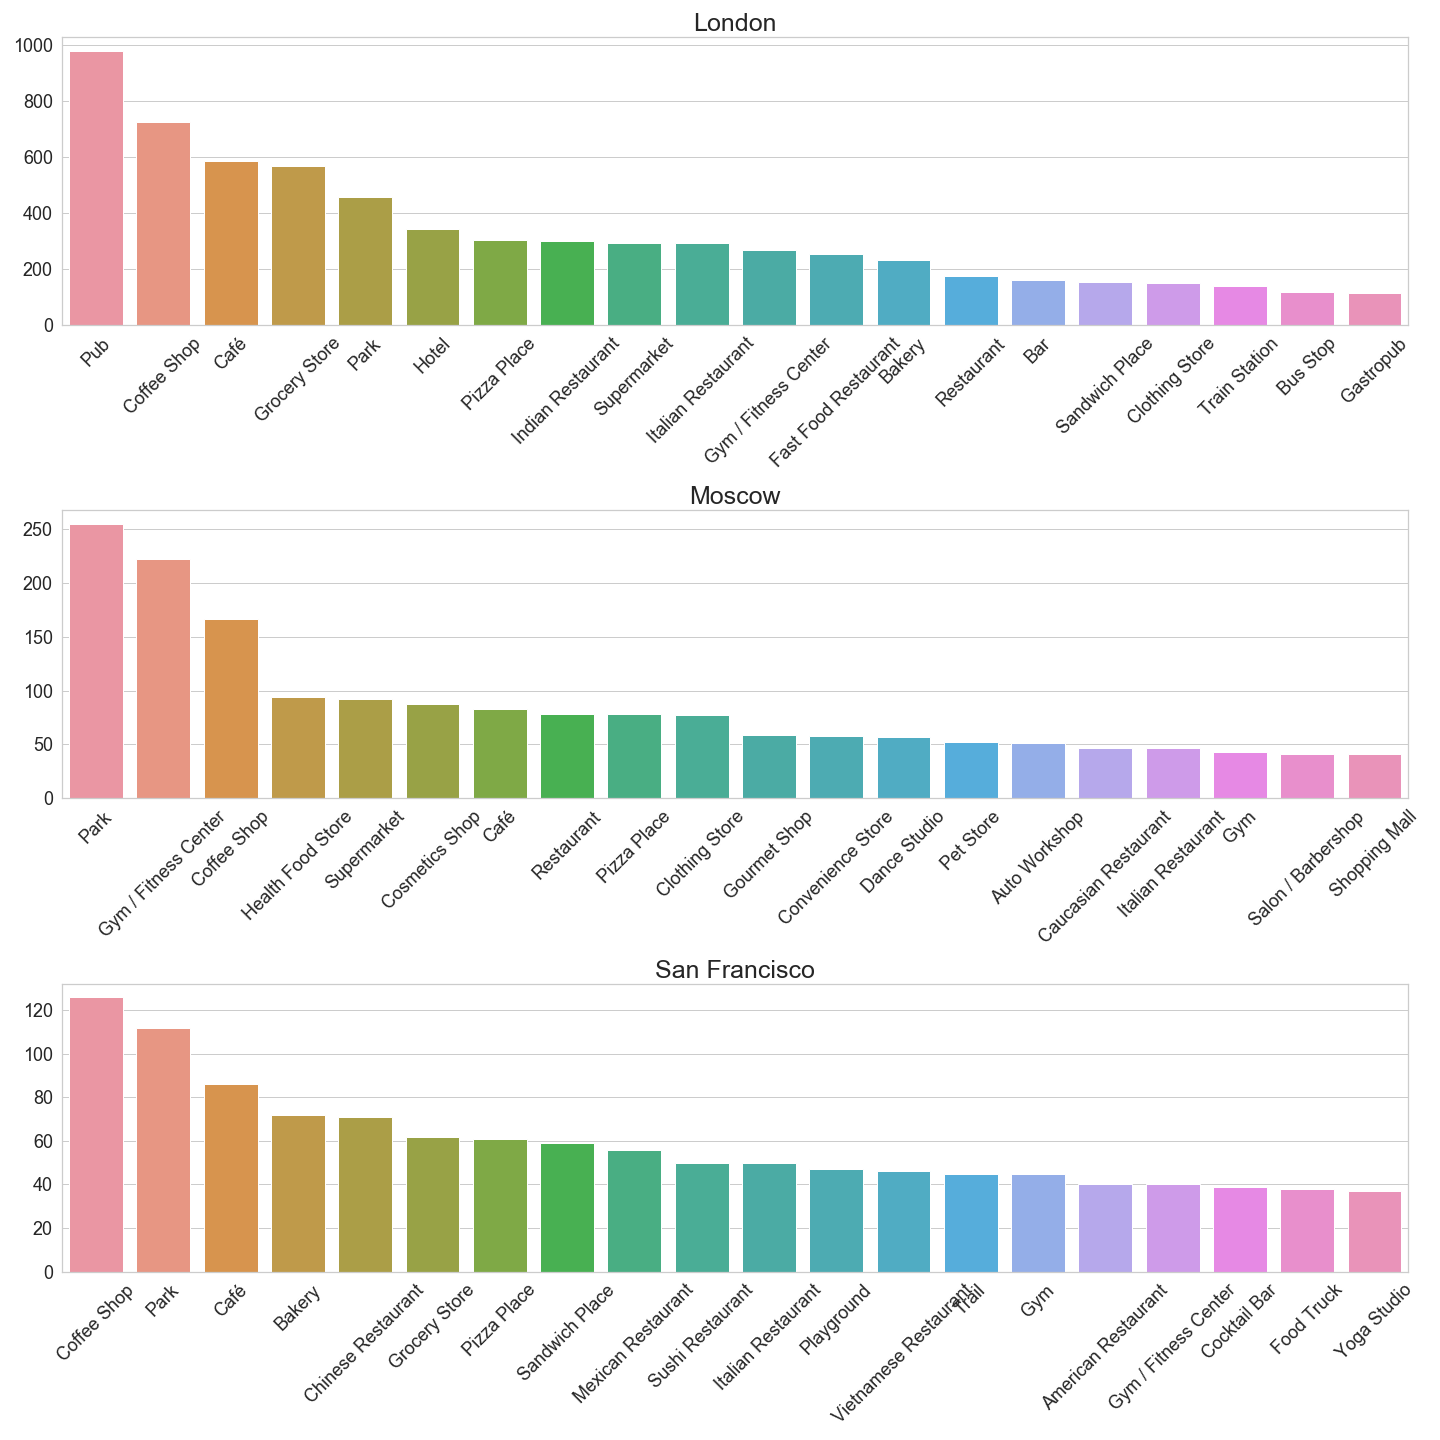 London
1000
800
600
400
200
0
Pub
Coffee Shop
Café
Grocery Store
Park
Hotel
Pizza Place
Indian Restaurant
Supermarket
Italian Restaurant
Gym / Fitness Center
Fast Food Restaurant
Bakery
Restaurant
Bar
Sandwich Place
Clothing Store
Train Station
Bus Stop
Gastropub
Moscow
250
200
150
100
50
0
Park
Gym / Fitness Center
Coffee Shop
Health Food Store
Supermarket
Cosmetics Shop
Café
Restaurant
Pizza Place
Clothing Store
Gourmet Shop
Convenience Store
Dance Studio
Pet Store
Auto Workshop
Caucasian Restaurant
Italian Restaurant
Gym
Salon / Barbershop
Shopping Mall
San Francisco
120
100
80
60
40
20
0
Coffee Shop
Park
Café
Bakery
Chinese Restaurant
Grocery Store
Pizza Place
Sandwich Place
Mexican Restaurant
Sushi Restaurant
Italian Restaurant
Playground
Vietnamese Restaurant
Trail
Gym
American Restaurant
Gym / Fitness Center
Cocktail Bar
Food Truck
Yoga Studio